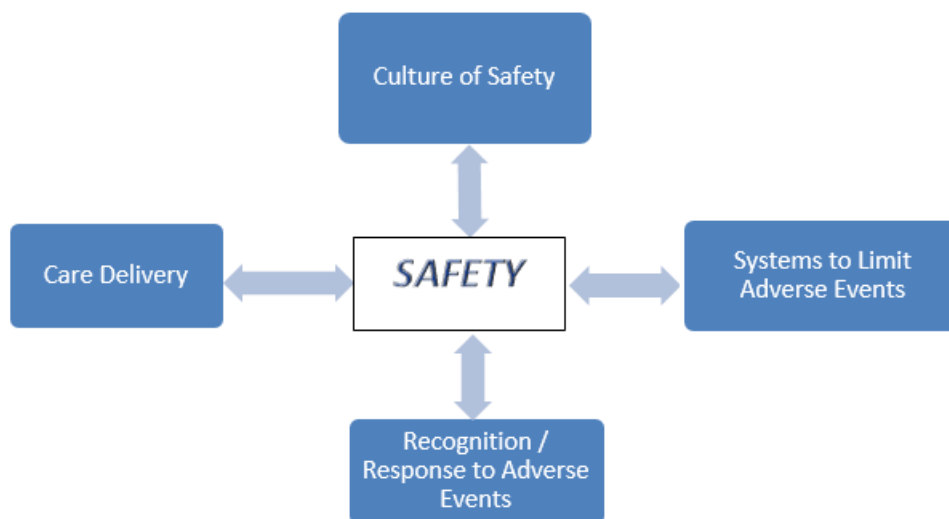 Culture of Safety
Care Delivery
SAFETY
Systems to Limit
Adverse Events
Recognition /
Response to Adverse
Events